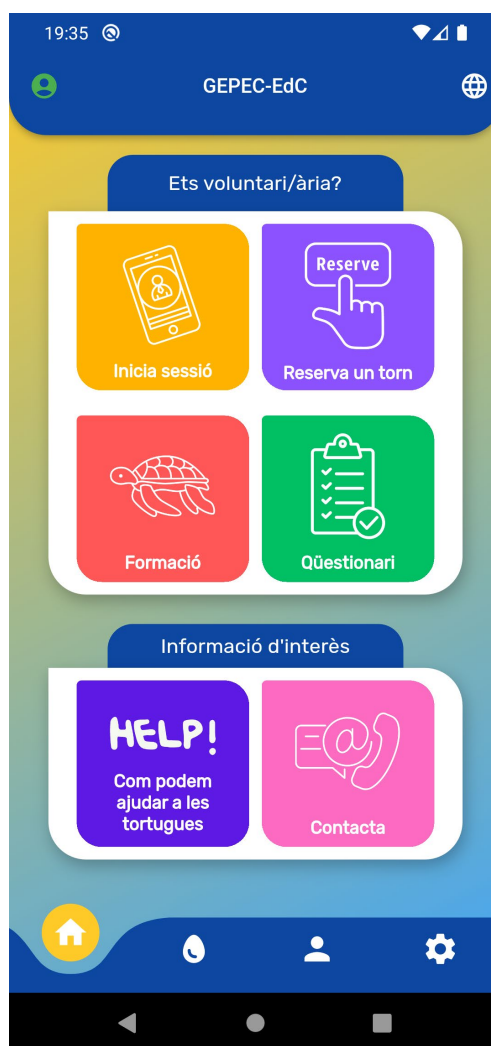 19:35
GEPEC-EdC
Ets voluntari/ària?
Reserve
Inicia sessió
Reserva un torn
Formació
Qüestionari
Informació d'interès
HELP!
Com podem
ajudar a les
tortugues
Contacta